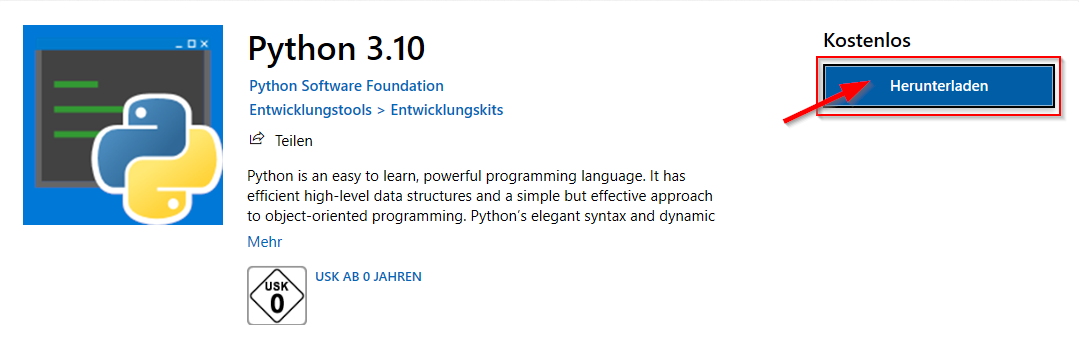 Python 3.10
Kostenlos
Python Software Foundation
Herunterladen
Entwicklungstools > Entwicklungskits
Teilen
Python is an easy to learn, powerful programming language. It has
efficient high-level data structures and a simple but effective approach
to object-oriented programming. Python's elegant syntax and dynamic
Mehr
USK
0
USK AB 0 JAHREN